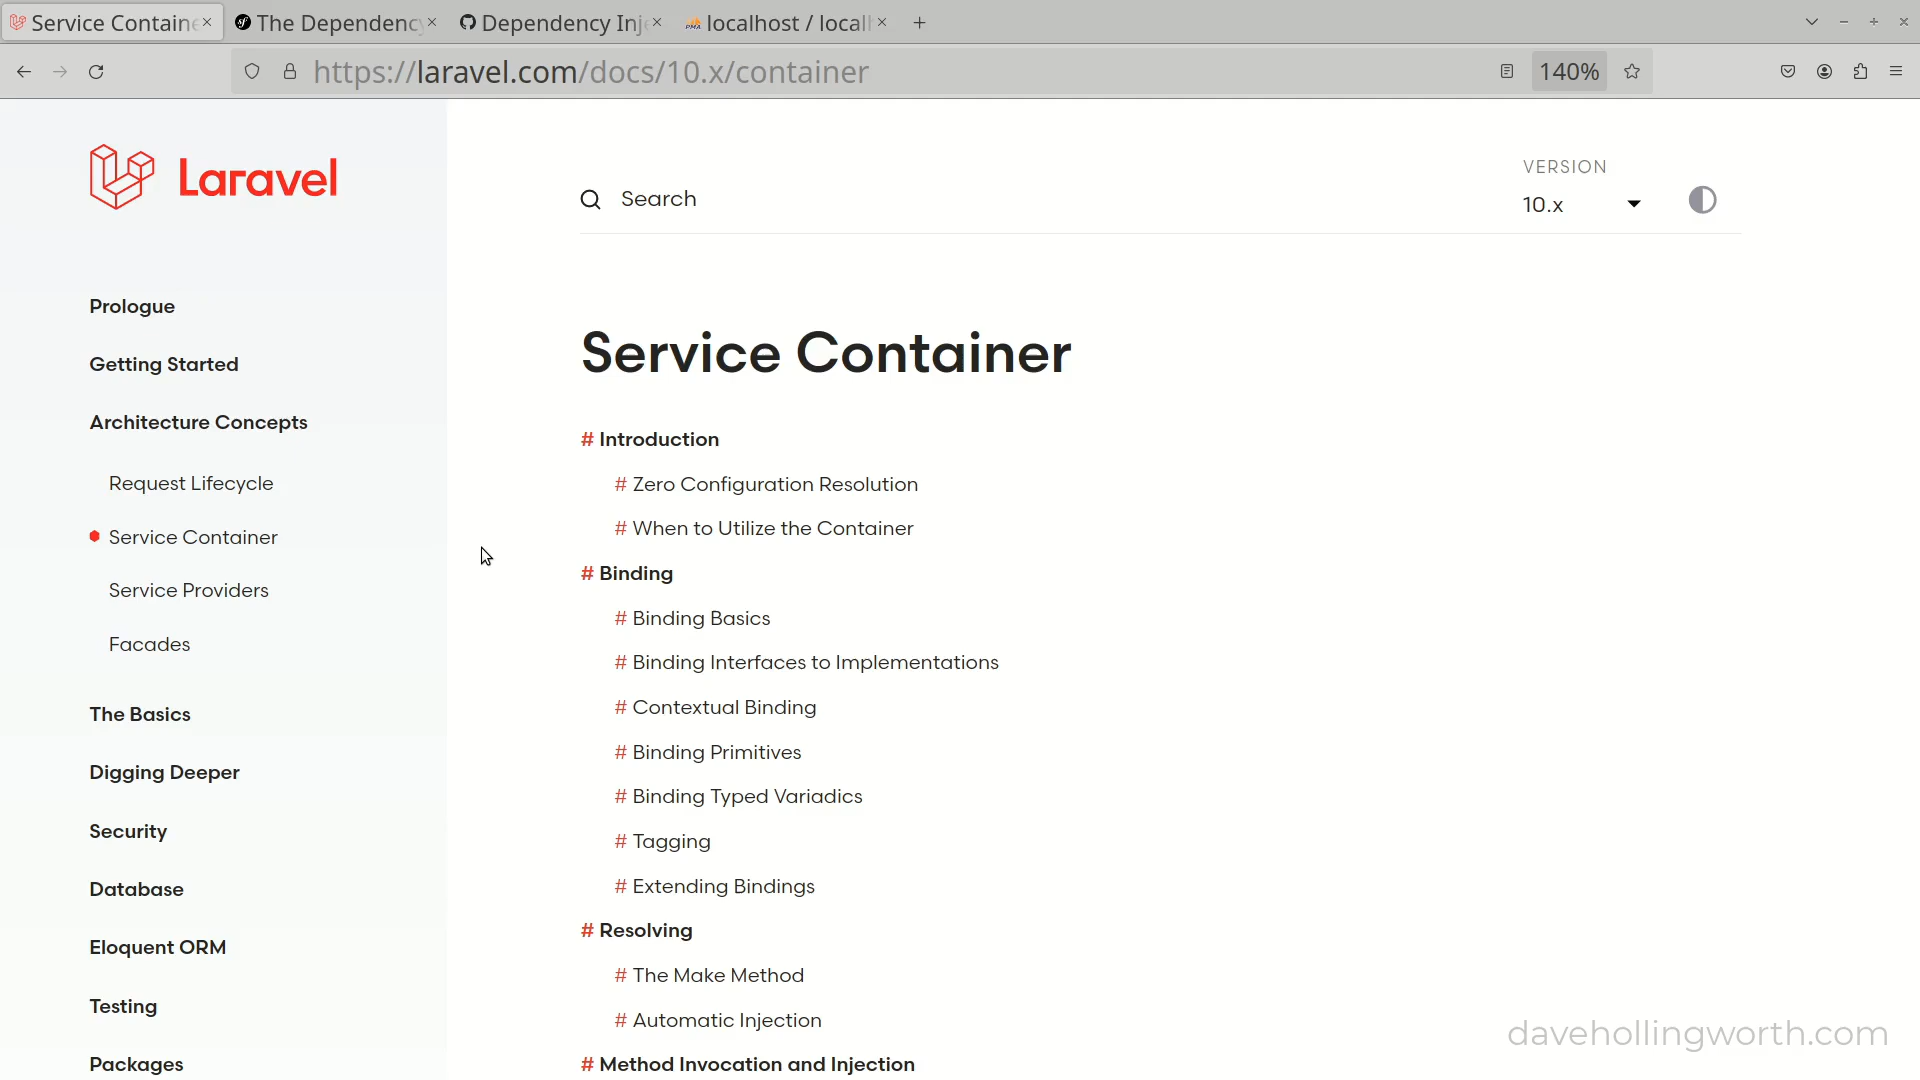 Service Containe
The Dependency
Dependency Inje
localhost / localh
https://laravel.com/docs/10.x/container
140%
Laravel
Search
VERSION
10.x
Prologue
Getting Started
Architecture Concepts
Request Lifecycle
Service Container
Service Providers
Facades
The Basics
Digging Deeper
Security
Database
Eloquent ORM
Testing
Packages
Service Container
# Introduction
# Zero Configuration Resolution
# When to Utilize the Container
# Binding
# Binding Basics
# Binding Interfaces to Implementations
# Contextual Binding
# Binding Primitives
# Binding Typed Variadics
# Tagging
# Extending Bindings
# Resolving
# The Make Method
# Automatic Injection
# Method Invocation and Injection
davehollingworth.com